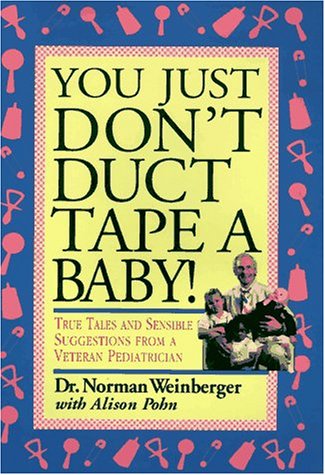 YOU JUST
DON'T
DUCT
TAPE A
BABY!
TRUE TALES AND SENSIBLE
SUGGESTIONS FROM A
VETERAN PEDIATRICIAN
Dr. Norman Weinberger
with Alison Pohn